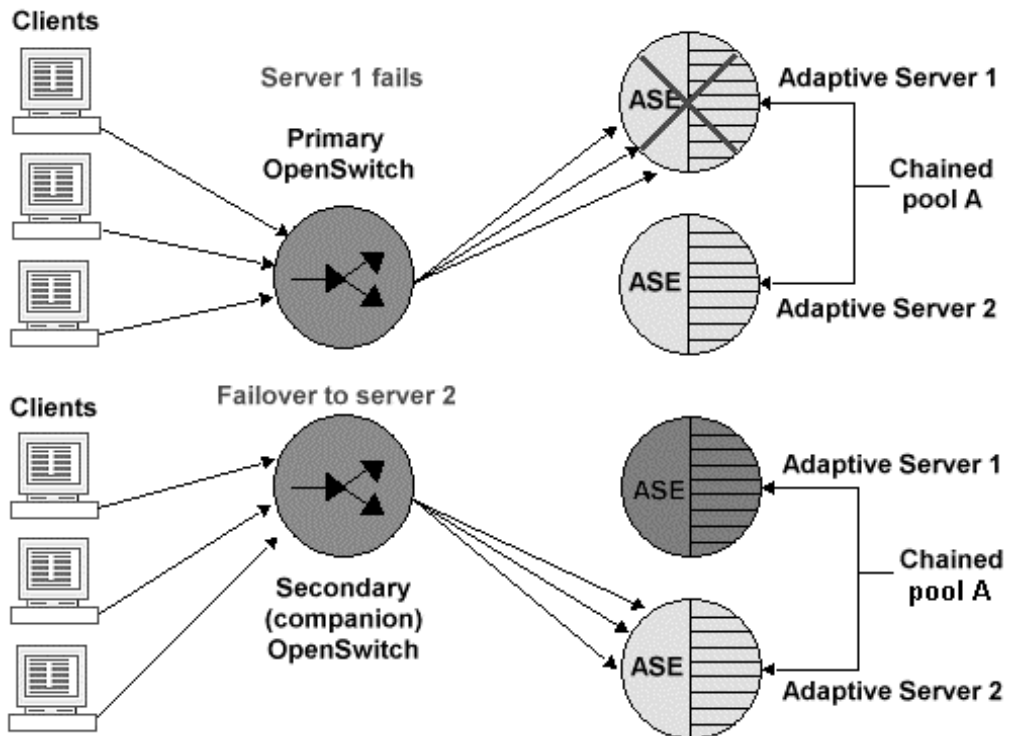 Clients
Server 1 fails
Primary
OpenSwitch
ASE
Adaptive Server 1
Chained
pool A
ASE
Adaptive Server 2
Clients
Failover to server 2
Secondary
(companion)
OpenSwitch
ASE
Adaptive Server 1
Chained
pool A
ASE
Adaptive Server 2